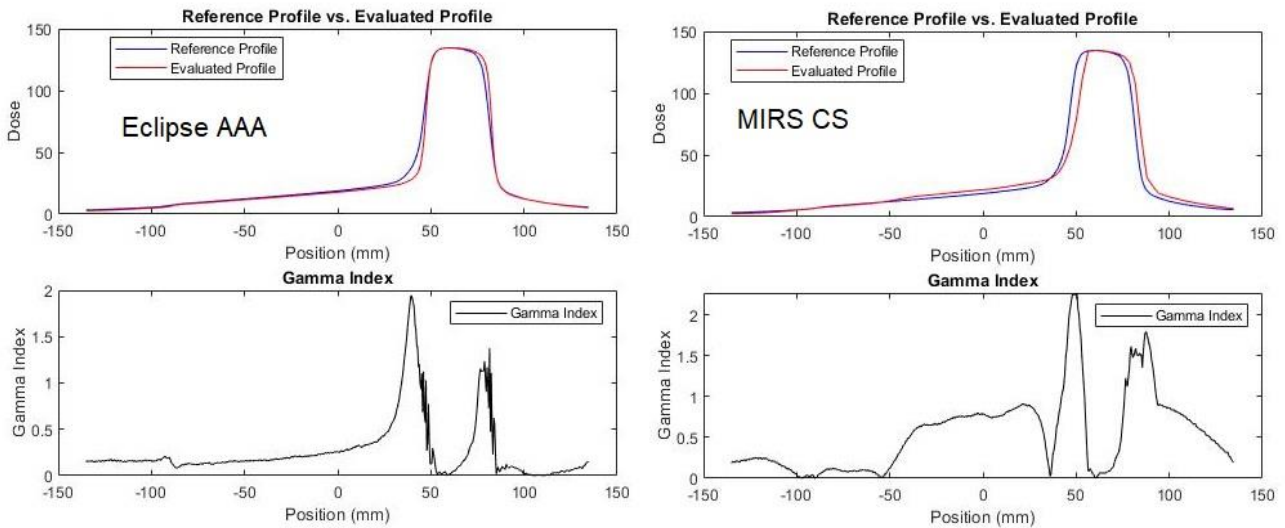 Reference Profile vs. Evaluated Profile
150
100
50
0
Dose
Reference Profile
Evaluated Profile
Eclipse AAA
-150 -100 -50 0 50 100 150
Position (mm)
Gamma Index
2
1.5
1
0.5
0
Gamma Index
Gamma Index
-150 -100 -50 0 50 100 150
Position (mm)
Reference Profile vs. Evaluated Profile
150
100
50
0
Dose
Reference Profile
Evaluated Profile
MIRS CS
-150 -100 -50 0 50 100 150
Position (mm)
Gamma Index
2
1.5
1
0.5
0
Gamma Index
Gamma Index
-150 -100 -50 0 50 100 150
Position (mm)